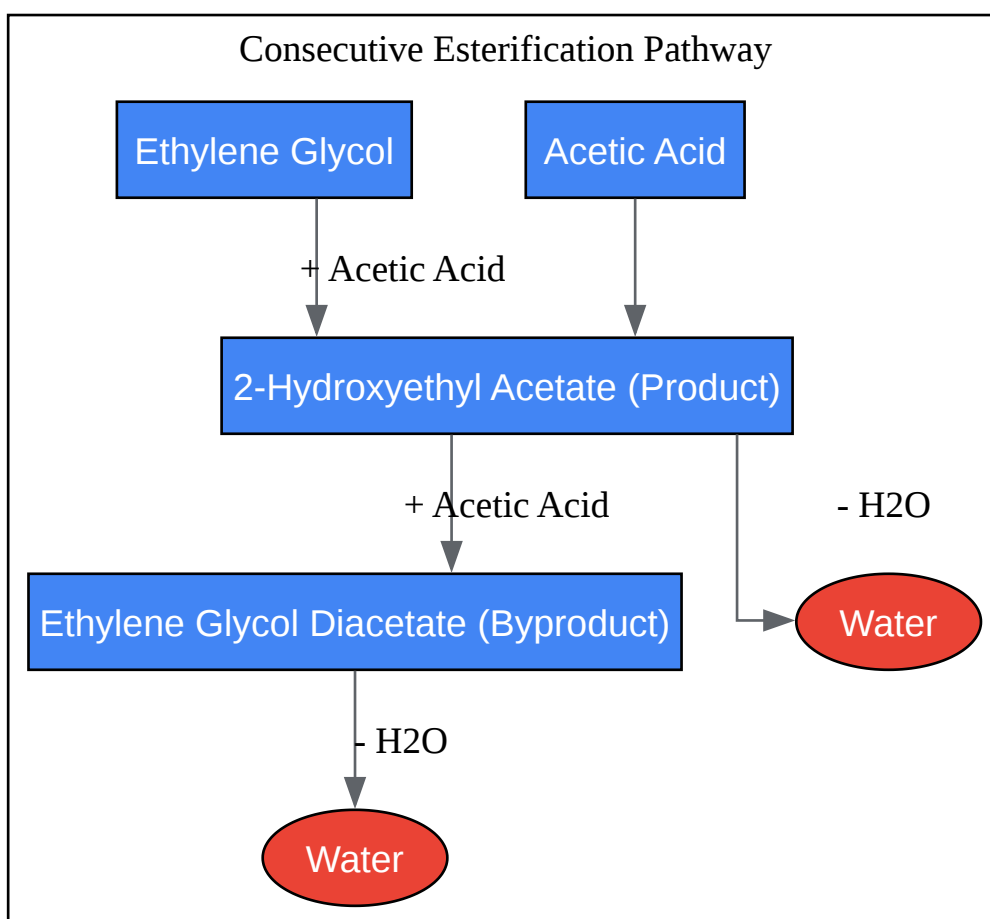 Consecutive Esterification Pathway
Ethylene Glycol
Acetic Acid
+ Acetic Acid
2-Hydroxyethyl Acetate (Product)
+ Acetic Acid
- H2O
Ethylene Glycol Diacetate (Byproduct)
Water
- H2O
Water